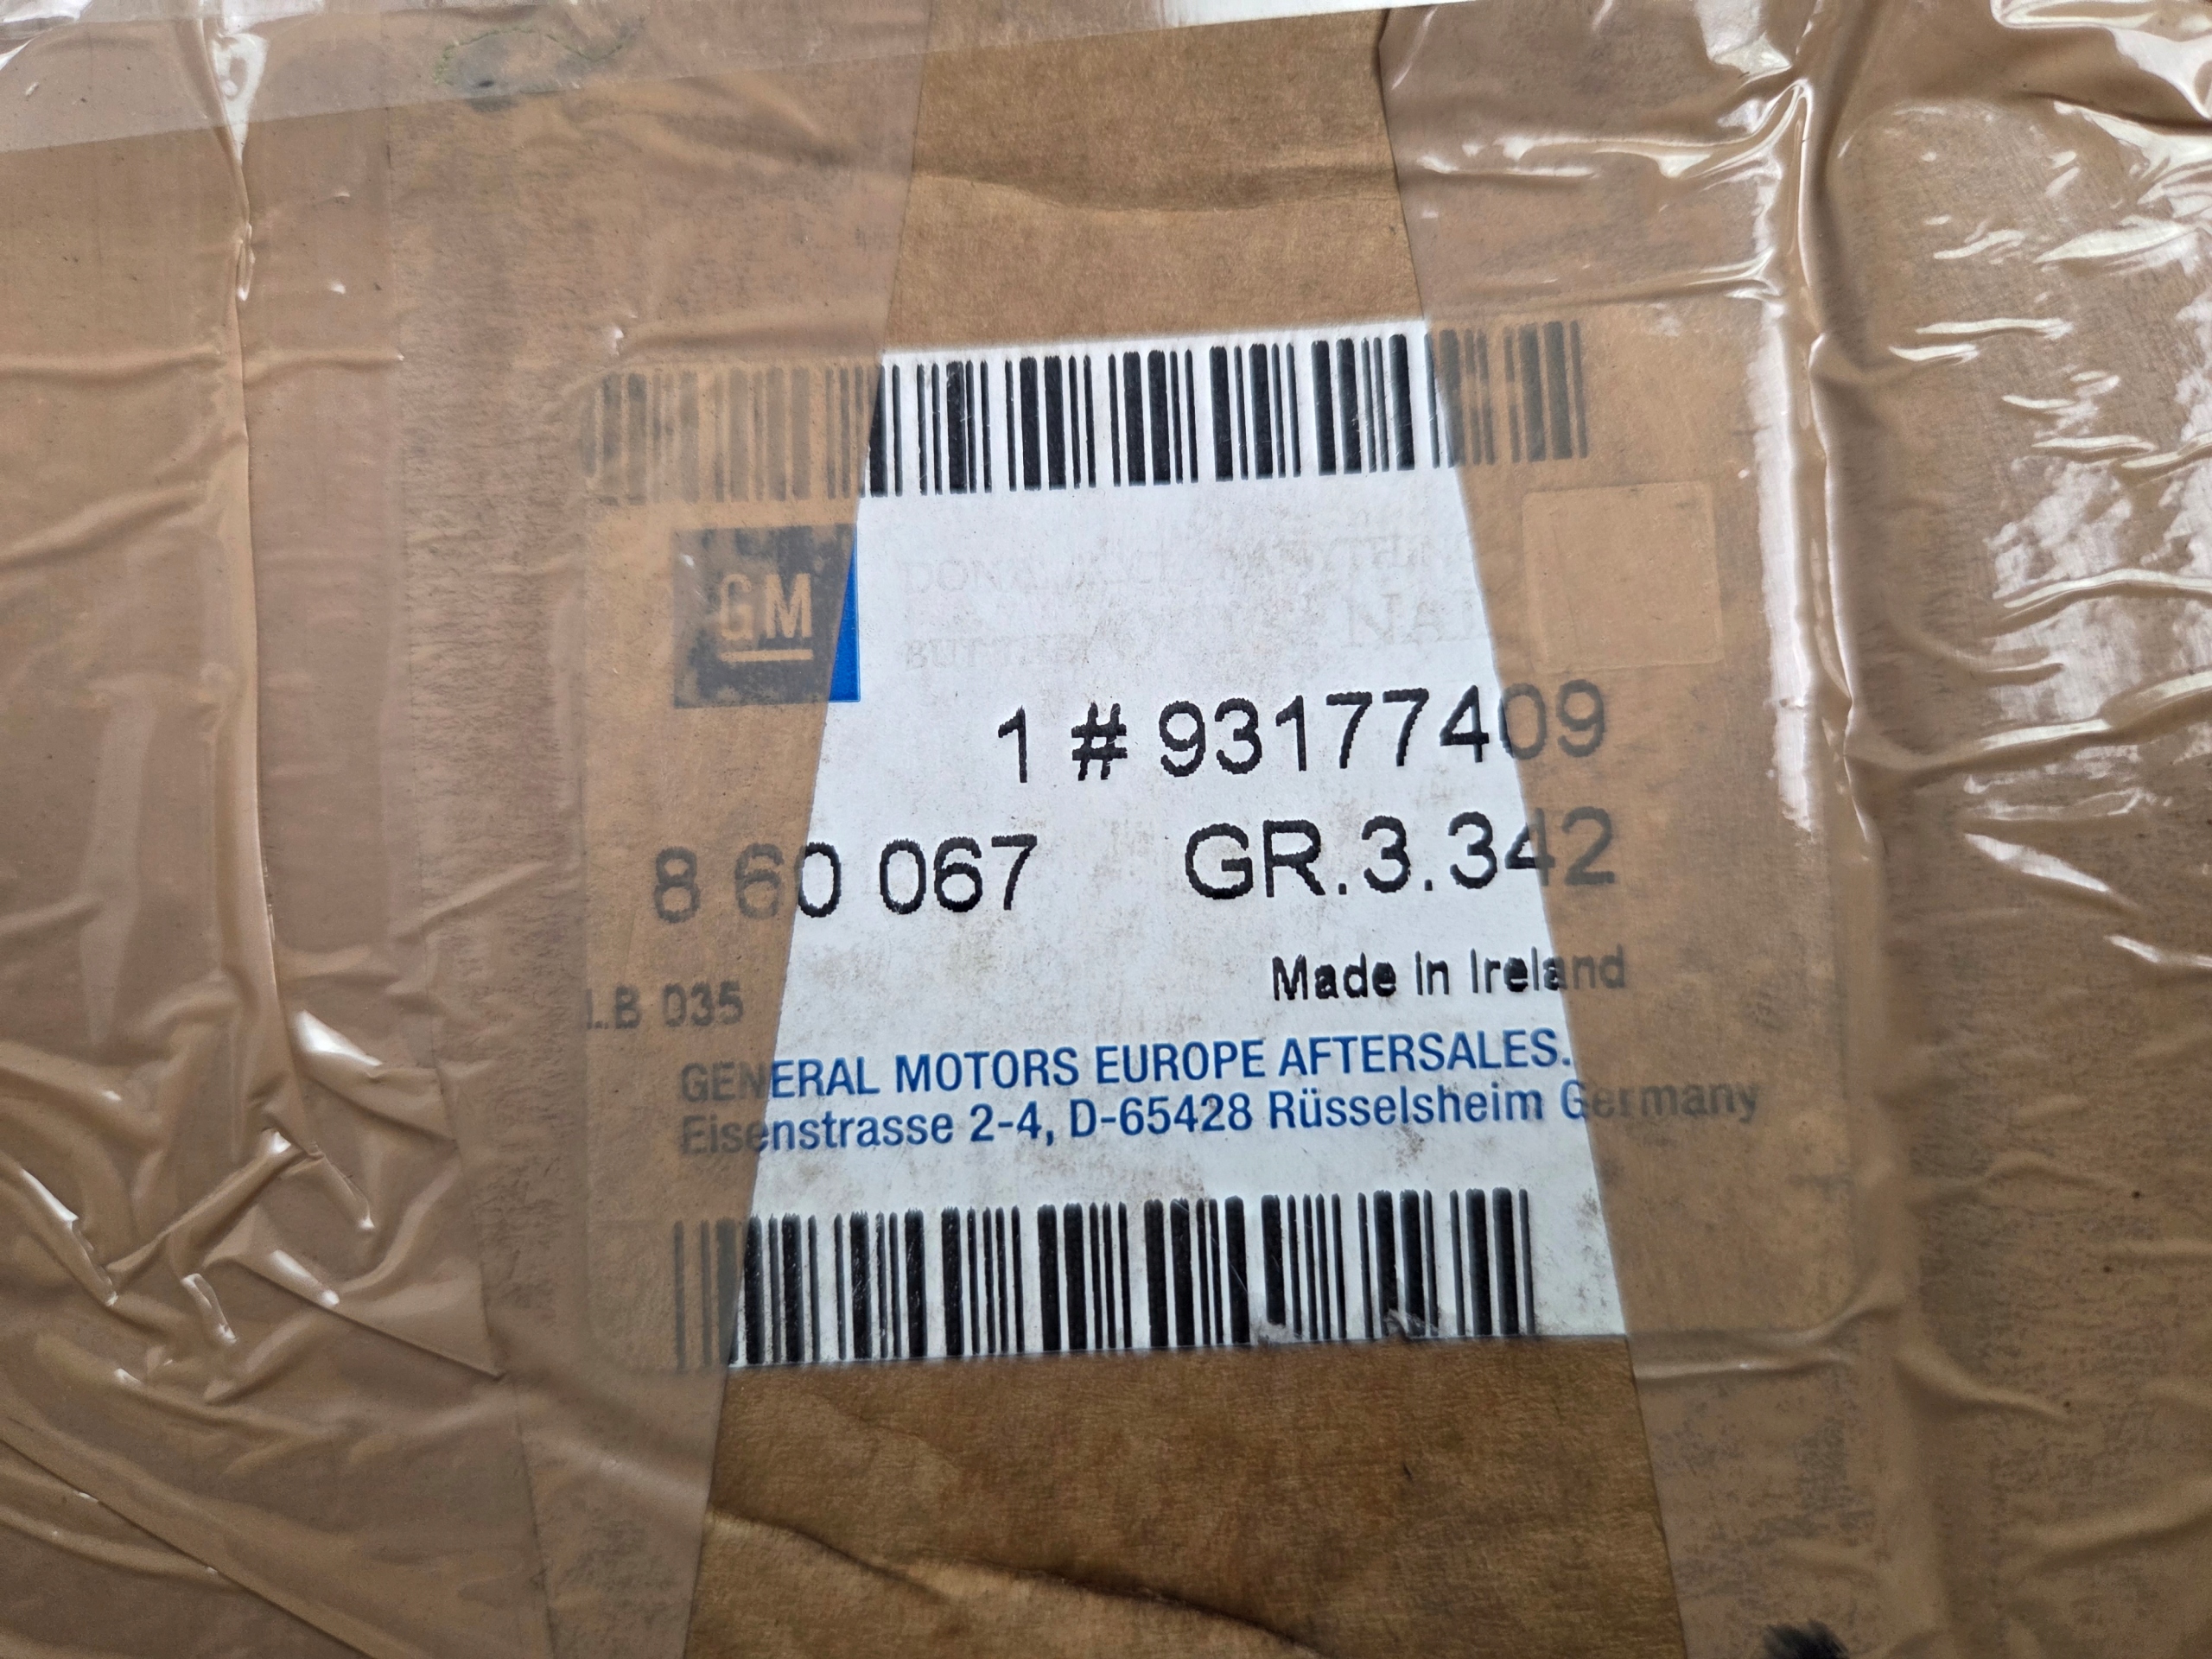 GM
1 # 93177409
8 60 067 GR.3.342
Made in Ireland
LB 035
GENERAL MOTORS EUROPE AFTERSALES.
Eisenstrasse 2-4, D-65428 Rüsselsheim Germany